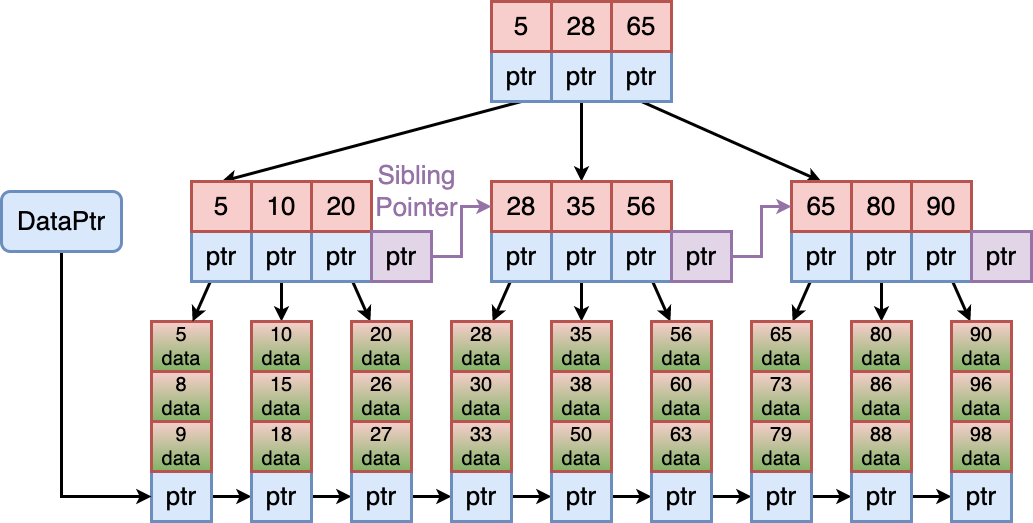 5 28 65
ptr ptr ptr
Sibling
Pointer
5 10 20
28 35 56
65 80 90
DataPtr
ptr ptr ptr ptr
ptr ptr ptr ptr
ptr ptr ptr ptr
5 10 20 28 35 56 65 80 90
data data data data data data data data data
8 15 26 30 38 60 73 86 96
data data data data data data data data data
9 18 27 33 50 63 79 88 98
data data data data data data data data data
ptr ptr ptr ptr ptr ptr ptr ptr ptr